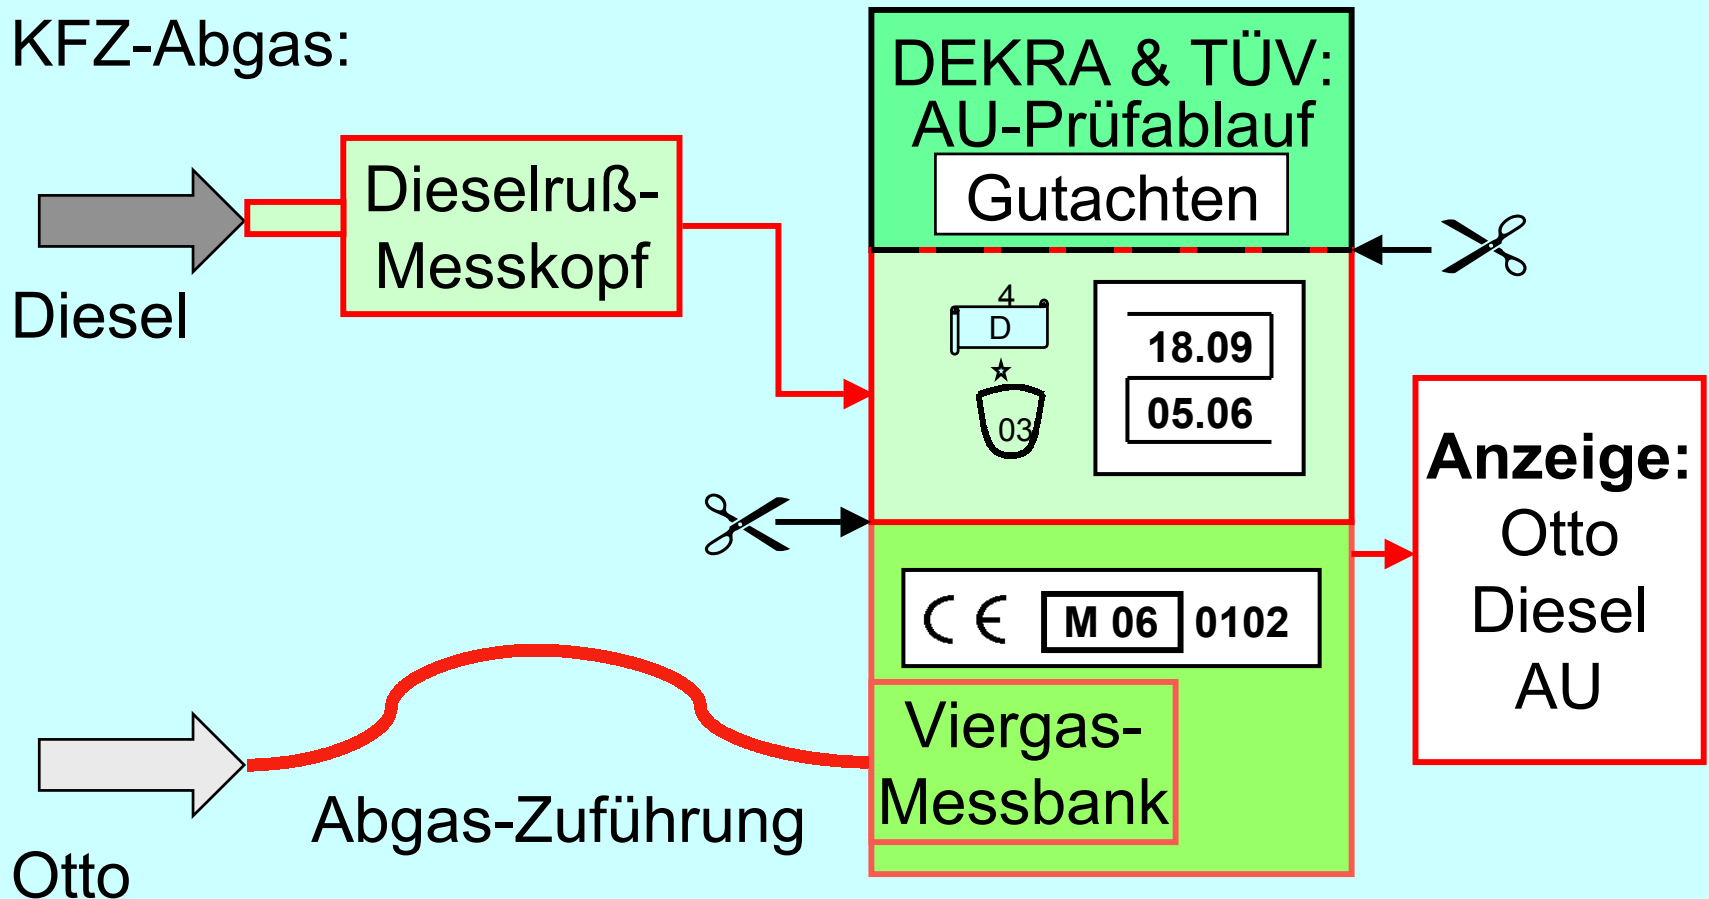 KFZ-Abgas:
DEKRA & TÜV:
AU-Prüfablauf
Gutachten
Dieselruß-
Messkopf
Diesel
4
D
03
18.09
05.06
Anzeige:
Otto
Diesel
AU
CE M 06 0102
Viergas-
Messbank
Abgas-Zuführung
Otto